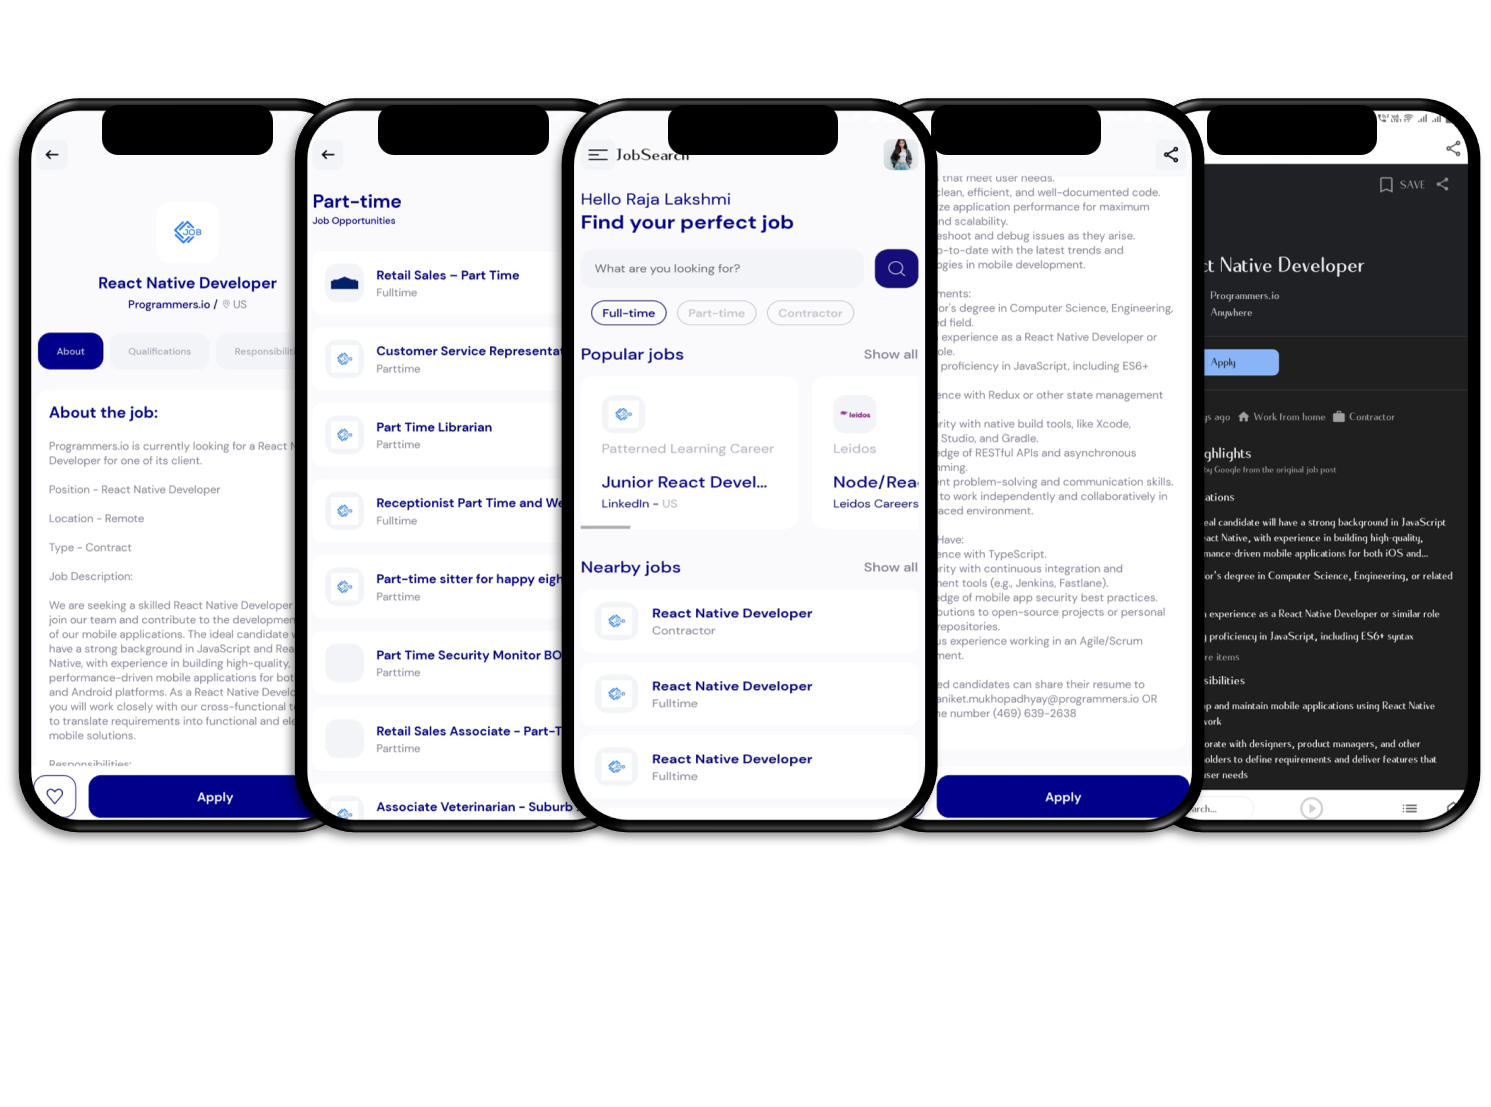 JOB
React Native Developer
Programmers.io / US
About
Qualifications
Responsibiliti
About the job:
Programmers.io is currently looking for a React N
Developer for one of its client.
Position - React Native Developer
Location - Remote
Type - Contract
Job Description:
We are seeking a skilled React Native Developer
join our team and contribute to the developmen
of our mobile applications. The ideal candidate w
have a strong background in JavaScript and Rea
Native, with experience in building high-quality,
performance-driven mobile applications for bot
and Android platforms. As a React Native Develo
you will work closely with our cross-functional t
to translate requirements into functional and ele
mobile solutions.
Responsibilities:
Apply
Part-time
Job Opportunities
Retail Sales – Part Time
Fulltime
Customer Service Representa
Parttime
Part Time Librarian
Parttime
Receptionist Part Time and We
Fulltime
Part-time sitter for happy eigh
Parttime
Part Time Security Monitor BO
Parttime
Retail Sales Associate - Part-T
Parttime
Associate Veterinarian - Suburb
JobSearch
Hello Raja Lakshmi
Find your perfect job
What are you looking for?
Full-time
Part-time
Contractor
Popular jobs
Show all
Patterned Learning Career
Junior React Devel...
LinkedIn - US
leidos
Leidos
Node/Reac
Leidos Careers
Nearby jobs
Show all
React Native Developer
Contractor
React Native Developer
Fulltime
React Native Developer
Fulltime
that meet user needs.
clean, efficient, and well-documented code.
ze application performance for maximum
nd scalability.
eshoot and debug issues as they arise.
o-to-date with the latest trends and
ogies in mobile development.
ments:
or's degree in Computer Science, Engineering,
d field.
experience as a React Native Developer or
ole.
proficiency in JavaScript, including ES6+
ence with Redux or other state management
arity with native build tools, like Xcode,
Studio, and Gradle.
edge of RESTful APIs and asynchronous
mming.
ent problem-solving and communication skills.
to work independently and collaboratively in
aced environment.
Have:
ence with TypeScript.
arity with continuous integration and
ment tools (e.g., Jenkins, Fastlane).
edge of mobile app security best practices.
butions to open-source projects or personal
repositories.
us experience working in an Agile/Scrum
ment.
ed candidates can share their resume to
aniket.mukhopadhyay@programmers.io OR
ne number (469) 639-2638
Apply
SAVE
ct Native Developer
Programmers.io
Anywhere
Apply
ys ago Work from home Contractor
ghlights
by Google from the original job post
ations
eal candidate will have a strong background in JavaScript
eact Native, with experience in building high-quality,
mance-driven mobile applications for both iOS and...
or's degree in Computer Science, Engineering, or related
experience as a React Native Developer or similar role
g proficiency in JavaScript, including ES6+ syntax
re items
sibilities
op and maintain mobile applications using React Native
work
orate with designers, product managers, and other
olders to define requirements and deliver features that
user needs
arch...